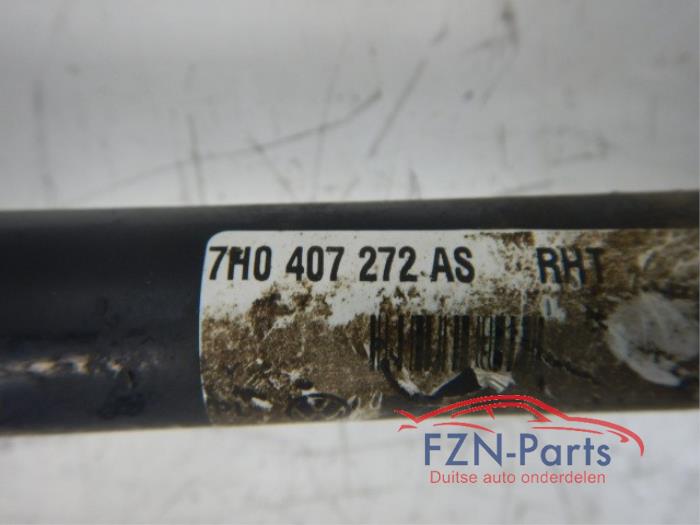 7H0 407 272 AS RHT
FZN-Parts
Duitse auto onderdelen